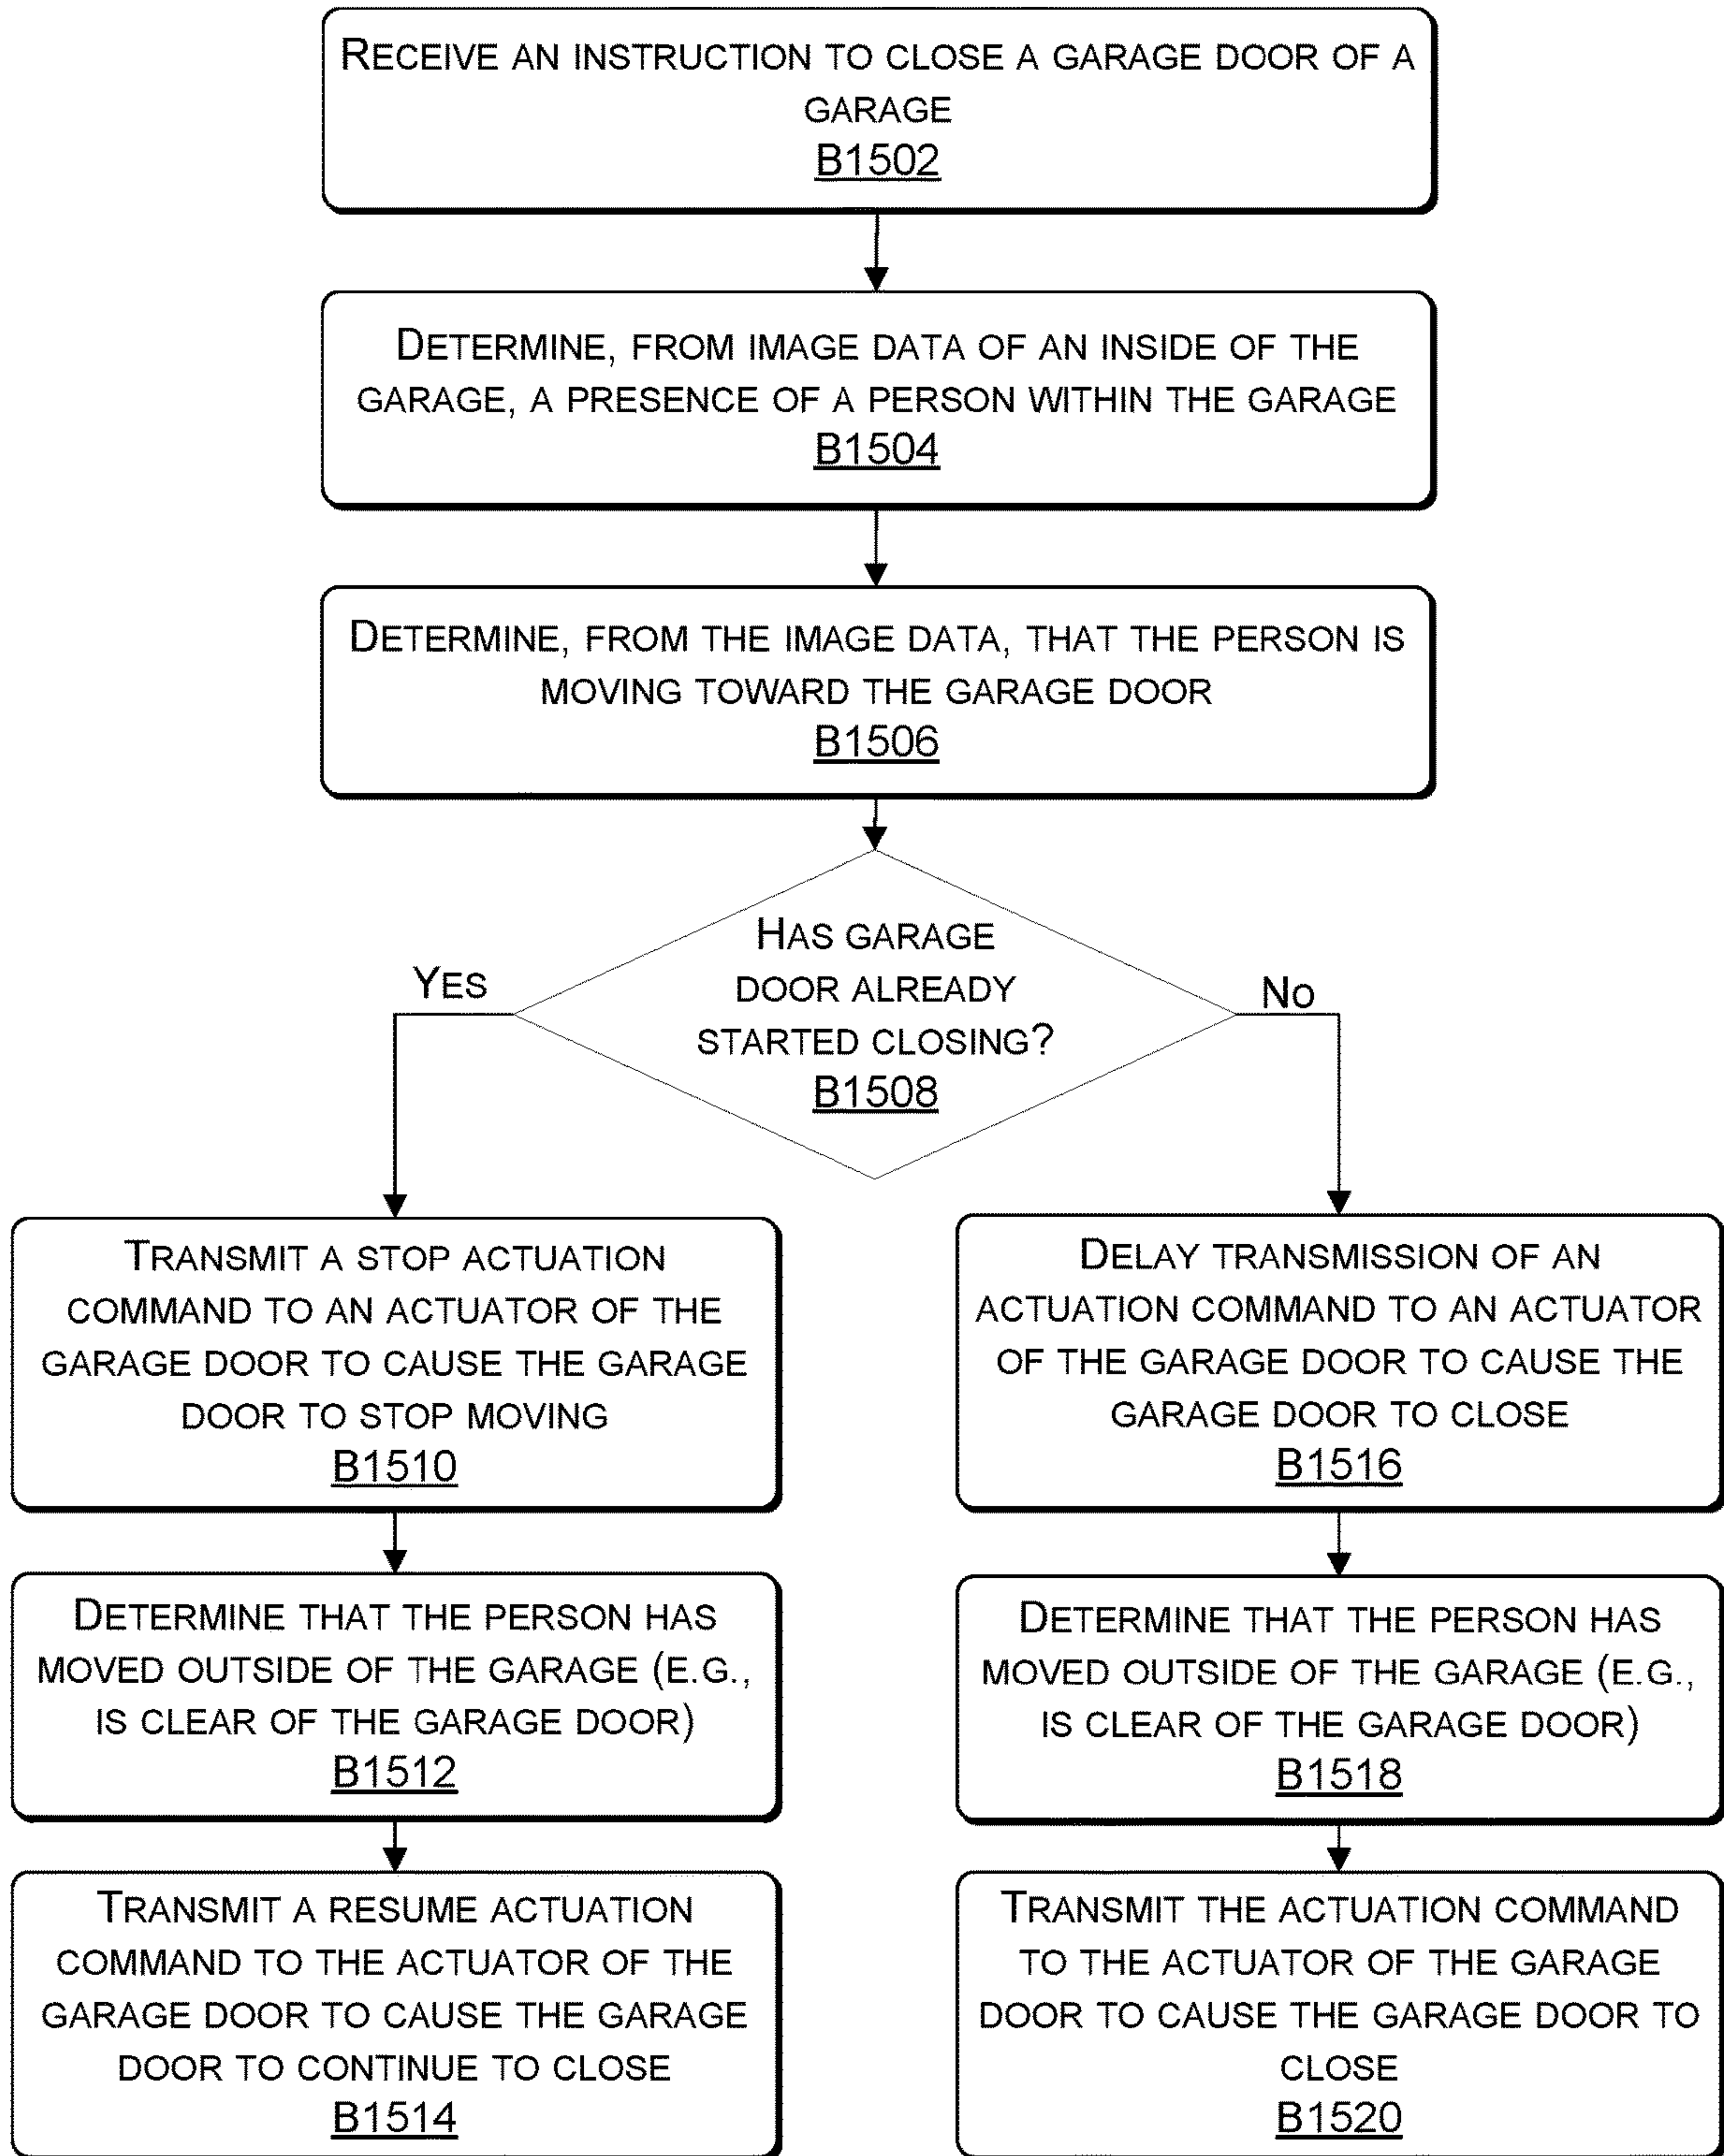 RECEIVE AN INSTRUCTION TO CLOSE A GARAGE DOOR OF A
GARAGE
B1502
DETERMINE, FROM IMAGE DATA OF AN INSIDE OF THE
GARAGE, A PRESENCE OF A PERSON WITHIN THE GARAGE
B1504
DETERMINE, FROM THE IMAGE DATA, THAT THE PERSON IS
MOVING TOWARD THE GARAGE DOOR
B1506
HAS GARAGE
DOOR ALREADY
STARTED CLOSING?
B1508
YES
NO
TRANSMIT A STOP ACTUATION
COMMAND TO AN ACTUATOR OF THE
GARAGE DOOR TO CAUSE THE GARAGE
DOOR TO STOP MOVING
B1510
DETERMINE THAT THE PERSON HAS
MOVED OUTSIDE OF THE GARAGE (E.G.,
IS CLEAR OF THE GARAGE DOOR)
B1512
TRANSMIT A RESUME ACTUATION
COMMAND TO THE ACTUATOR OF THE
GARAGE DOOR TO CAUSE THE GARAGE
DOOR TO CONTINUE TO CLOSE
B1514
DELAY TRANSMISSION OF AN
ACTUATION COMMAND TO AN ACTUATOR
OF THE GARAGE DOOR TO CAUSE THE
GARAGE DOOR TO CLOSE
B1516
DETERMINE THAT THE PERSON HAS
MOVED OUTSIDE OF THE GARAGE (E.G.,
IS CLEAR OF THE GARAGE DOOR)
B1518
TRANSMIT THE ACTUATION COMMAND
TO THE ACTUATOR OF THE GARAGE
DOOR TO CAUSE THE GARAGE DOOR TO
CLOSE
B1520